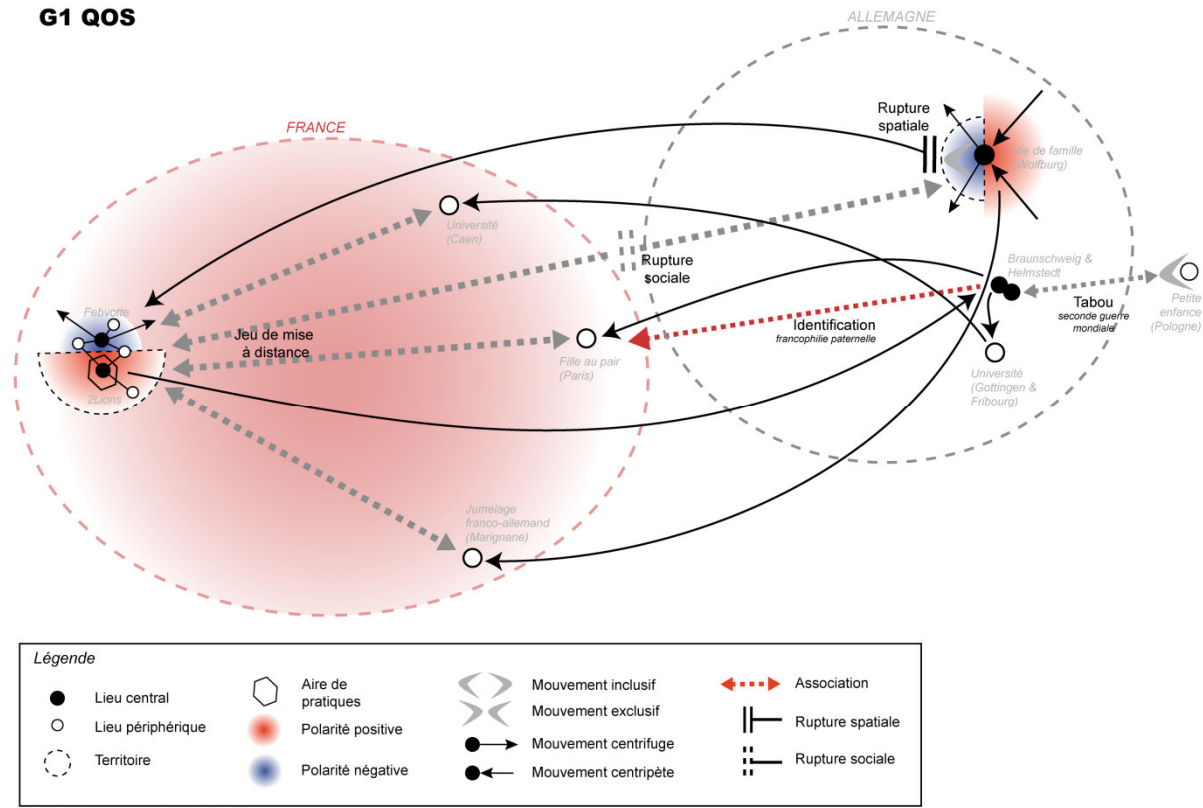 G1 QOS
ALLEMAGNE
FRANCE
Rupture
spatiale
Ville de famille
(Wolfburg)
Université
(Caen)
Rupture
sociale
Braunschweig &
Helmstedt
Tabou
seconde guerre
mondiale
Petite
enfance
(Pologne)
Febvotte
Jeu de mise
à distance
Identification
francophilie paternelle
Fille au pair
(Paris)
Université
(Gottingen &
Fribourg)
2Lions
Jumelage
franco-allemand
(Marignane)
Légende
Lieu central
Lieu périphérique
Territoire
Aire de
pratiques
Polarité positive
Polarité négative
Mouvement inclusif
Mouvement exclusif
Mouvement centrifuge
Mouvement centripète
Association
Rupture spatiale
Rupture sociale